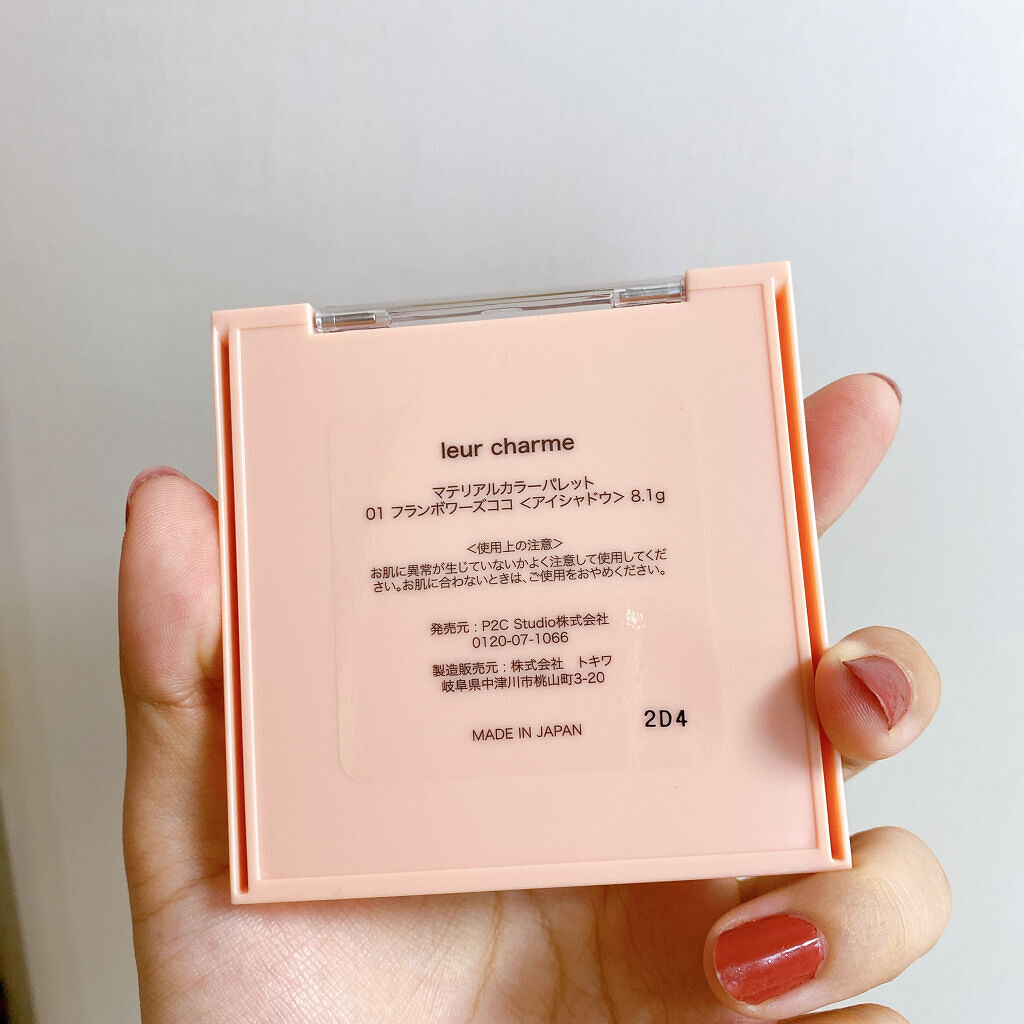 leur charme
マテリアルカラーパレット
01 フランボワーズココ <アイシャドウ> 8.1g
<使用上の注意>
お肌に異常が生じていないかよく注意して使用してくだ
さい。お肌に合わないときは、ご使用をおやめください。
発売元 : P2C Studio株式会社
0120-07-1066
製造販売元 : 株式会社 トキワ
岐阜県中津川市桃山町3-20
2D4
MADE IN JAPAN